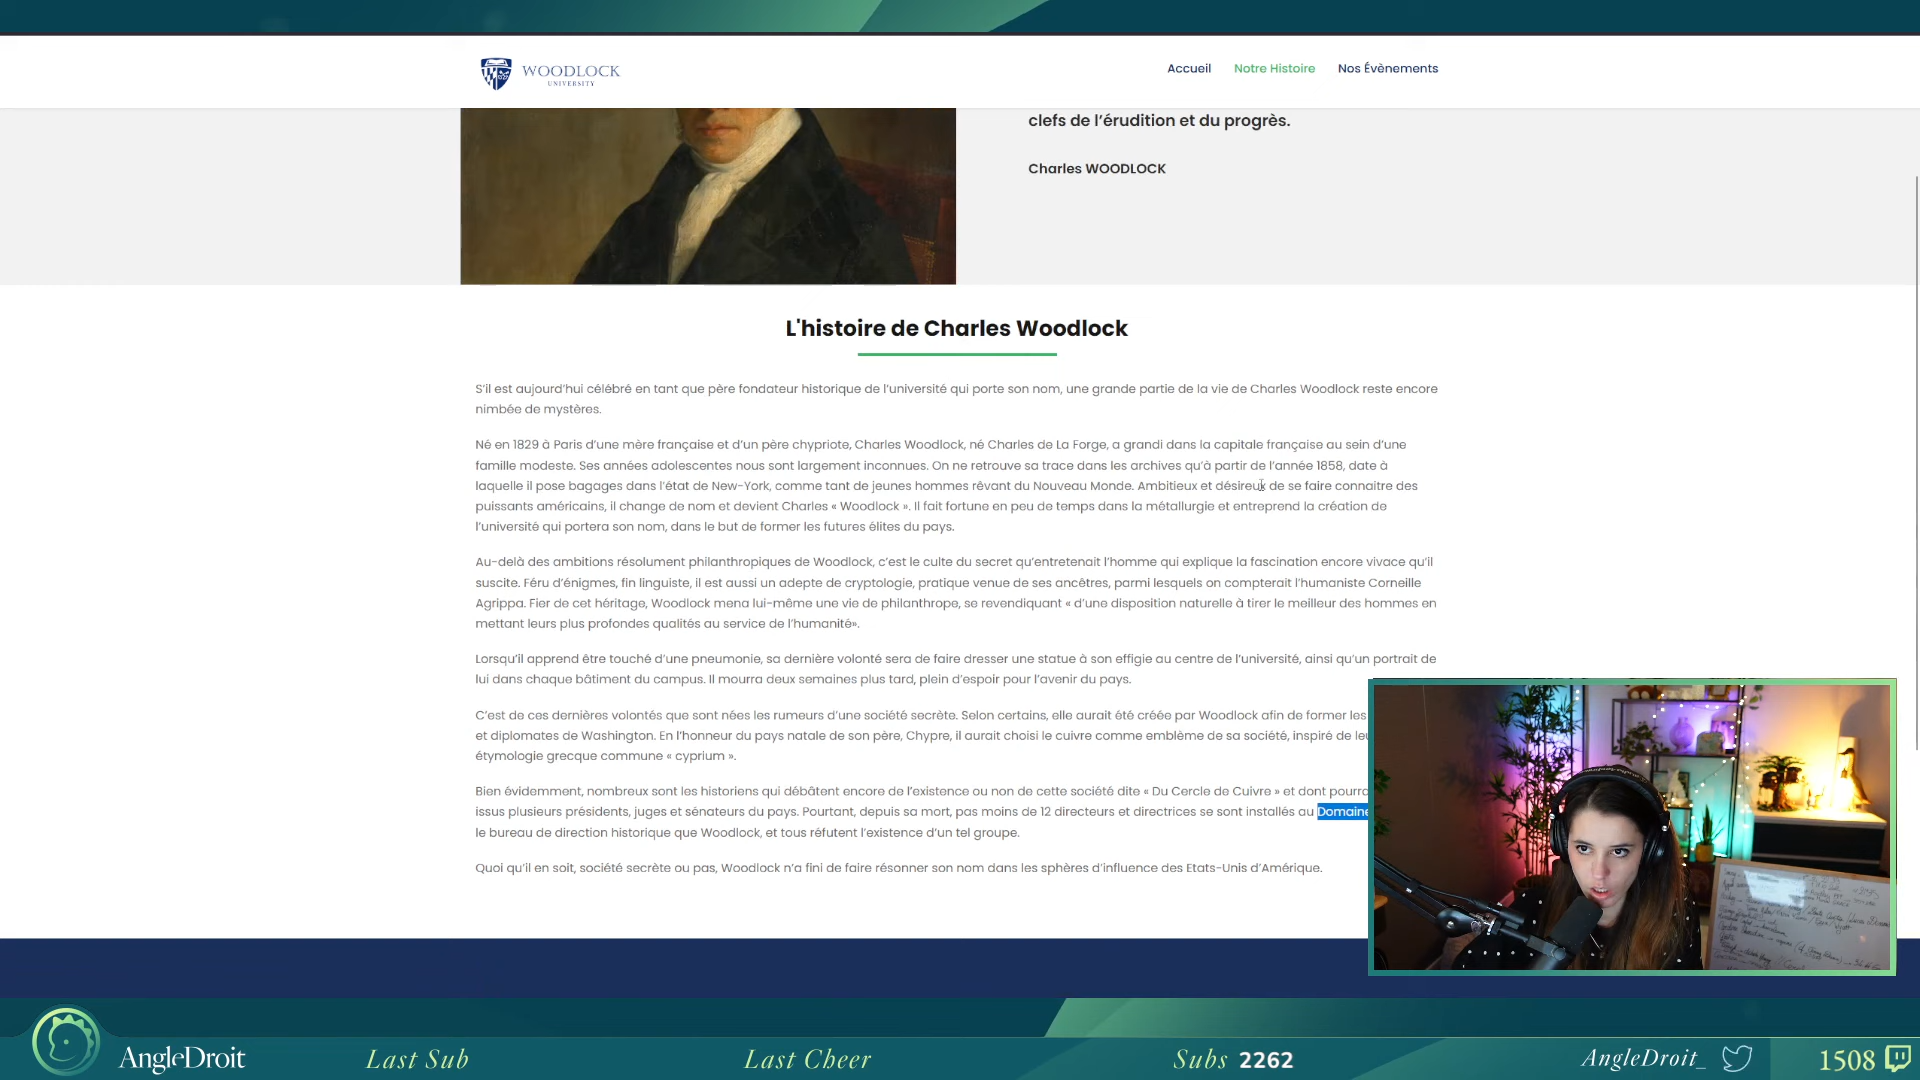 WOODLOCK
UNIVERSITY
Accueil
Notre Histoire
Nos Évènements
clefs de l’érudition et du progrès.
Charles WOODLOCK
L'histoire de Charles Woodlock
S’il est aujourd’hui célébré en tant que père fondateur historique de l’université qui porte son nom, une grande partie de la vie de Charles Woodlock reste encore
nimbée de mystères.
Né en 1829 à Paris d’une mère française et d’un père chypriote, Charles Woodlock, né Charles de La Forge, a grandi dans la capitale française au sein d’une
famille modeste. Ses années adolescentes nous sont largement inconnues. On ne retrouve sa trace dans les archives qu’à partir de l’année 1858, date à
laquelle il pose bagages dans l’état de New-York, comme tant de jeunes hommes rêvant du Nouveau Monde. Ambitieux et désireux de se faire connaitre des
puissants américains, il change de nom et devient Charles « Woodlock ». Il fait fortune en peu de temps dans la métallurgie et entreprend la création de
l’université qui portera son nom, dans le but de former les futures élites du pays.
Au-delà des ambitions résolument philanthropiques de Woodlock, c’est le culte du secret qu’entretenait l’homme qui explique la fascination encore vivace qu’il
suscite. Féru d’énigmes, fin linguiste, il est aussi un adepte de cryptologie, pratique venue de ses ancêtres, parmi lesquels on compterait l’humaniste Corneille
Agrippa. Fier de cet héritage, Woodlock mena lui-même une vie de philanthrope, se revendiquant « d’une disposition naturelle à tirer le meilleur des hommes en
mettant leurs plus profondes qualités au service de l’humanité».
Lorsqu’il apprend être touché d’une pneumonie, sa dernière volonté sera de faire dresser une statue à son effigie au centre de l’université, ainsi qu’un portrait de
lui dans chaque bâtiment du campus. Il mourra deux semaines plus tard, plein d’espoir pour l’avenir du pays.
C’est de ces dernières volontés que sont nées les rumeurs d’une société secrète. Selon certains, elle aurait été créée par Woodlock afin de former les
et diplomates de Washington. En l’honneur du pays natale de son père, Chypre, il aurait choisi le cuivre comme emblème de sa société, inspiré de
étymologie grecque commune « cyprium ».
Bien évidemment, nombreux sont les historiens qui débâtent encore de l’existence ou non de cette société dite « Du Cercle de Cuivre » et dont
issus plusieurs présidents, juges et sénateurs du pays. Pourtant, depuis sa mort, pas moins de 12 directeurs et directrices se sont installés au Domaine
le bureau de direction historique que Woodlock, et tous réfutent l’existence d’un tel groupe.
Quoi qu’il en soit, société secrète ou pas, Woodlock n’a fini de faire résonner son nom dans les sphères d’influence des Etats-Unis d’Amérique.
AngleDroit
Last Sub
Last Cheer
Subs 2262
AngleDroit_
1508